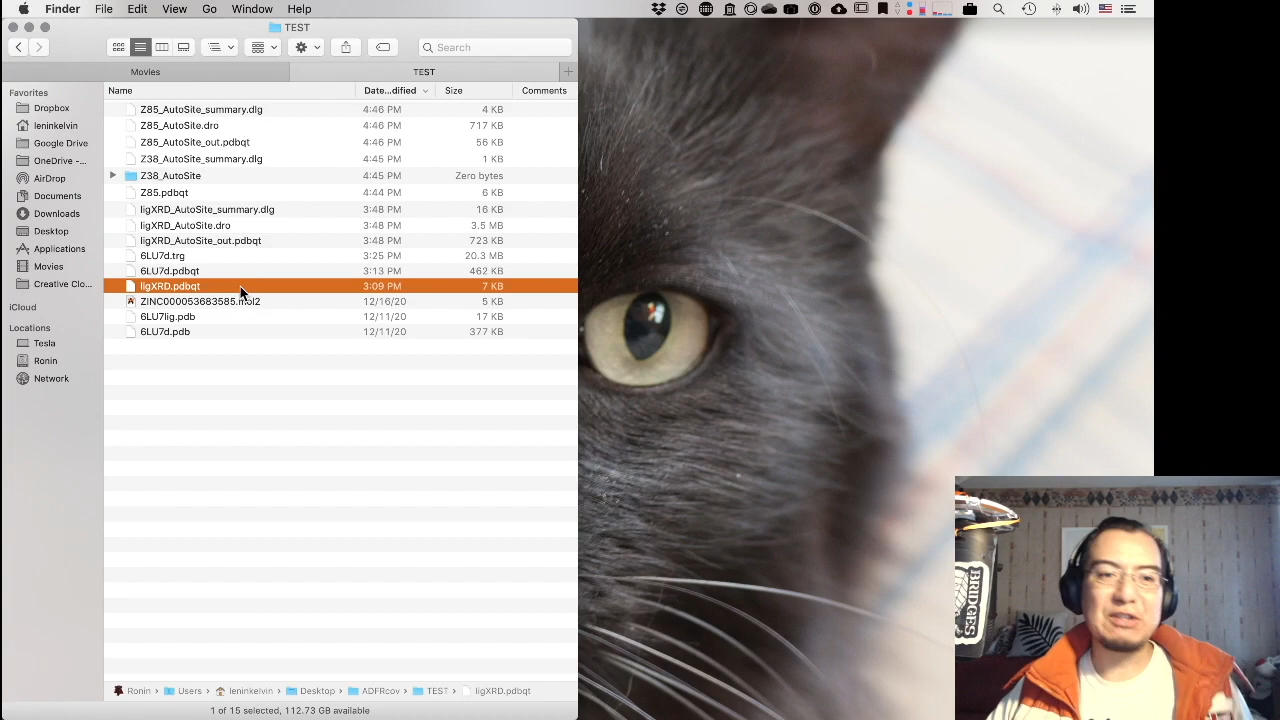 Finder File Edit View Go Window Help
TEST
Search
Movies TEST
Favorites
Dropbox
leninkelvin
Google Drive
OneDrive -...
AirDrop
Documents
Downloads
Desktop
Applications
Movies
Creative Clo...
iCloud
Locations
Tesla
Ronin
Network
Name Date...dified Size Comments
Z85_AutoSite_summary.dlg 4:46 PM 4 KB
Z85_AutoSite.dro 4:46 PM 717 KB
Z85_AutoSite_out.pdbqt 4:46 PM 56 KB
Z38_AutoSite_summary.dlg 4:45 PM 1 KB
Z38_AutoSite 4:45 PM Zero bytes
Z85.pdbqt 4:44 PM 6 KB
ligXRD_AutoSite_summary.dlg 3:48 PM 16 KB
ligXRD_AutoSite.dro 3:48 PM 3.5 MB
ligXRD_AutoSite_out.pdbqt 3:48 PM 723 KB
6LU7d.trg 3:25 PM 20.3 MB
6LU7d.pdbqt 3:13 PM 462 KB
ligXRD.pdbqt 3:09 PM 7 KB
ZINC000053683585.mol2 12/16/20 5 KB
6LU7lig.pdb 12/11/20 17 KB
6LU7d.pdb 12/11/20 377 KB
Ronin Users leninkelvin Desktop ADFRcov TEST ligXRD.pdbqt
1 of 15 selected, 112.73 GB available
BRIDGES